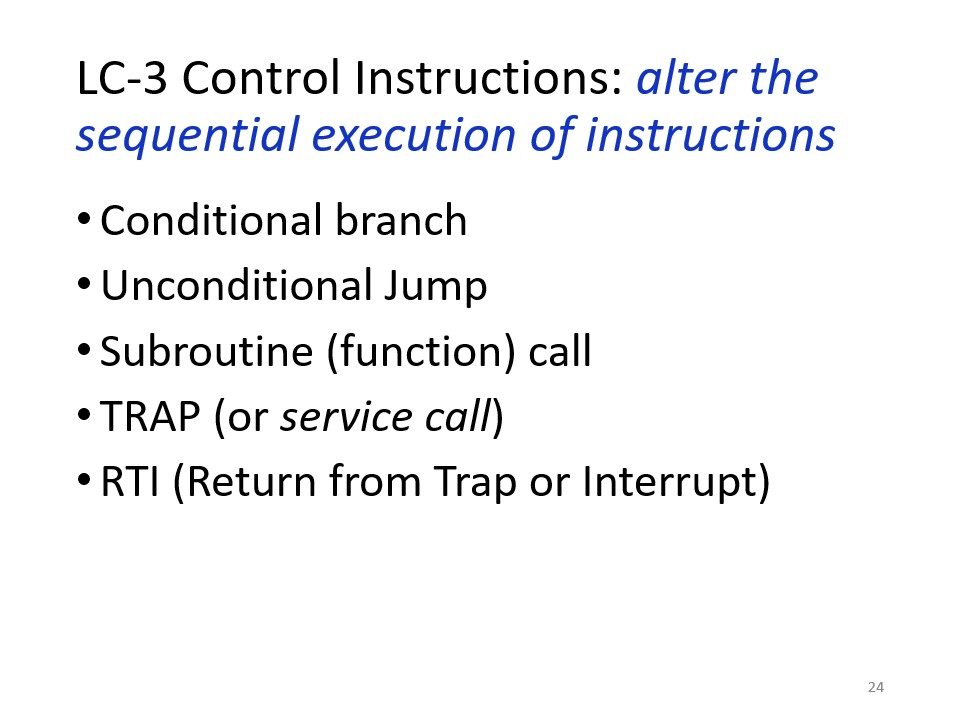 LC-3 Control Instructions: alter the
sequential execution of instructions
• Conditional branch
• Unconditional Jump
• Subroutine (function) call
• TRAP (or service call)
• RTI (Return from Trap or Interrupt)
24